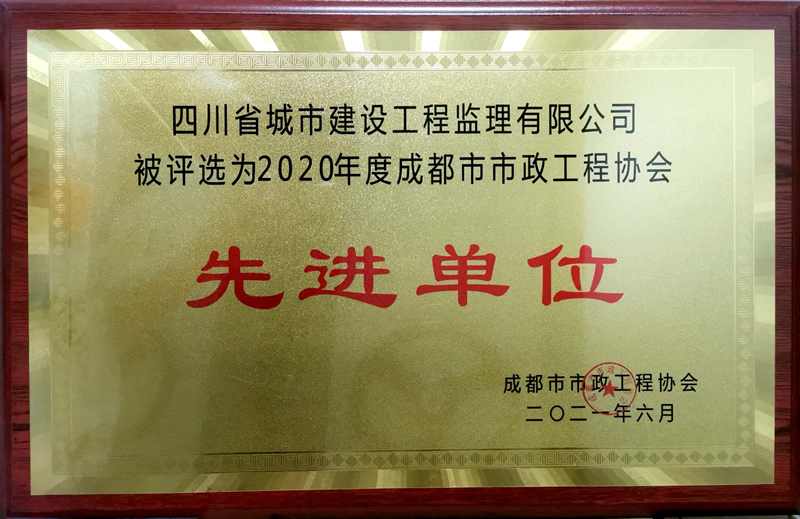 四川省城市建设工程监理有限公司
被评选为2020年度成都市市政工程协会
先进单位
成都市市政工程协会
二〇二一年六月